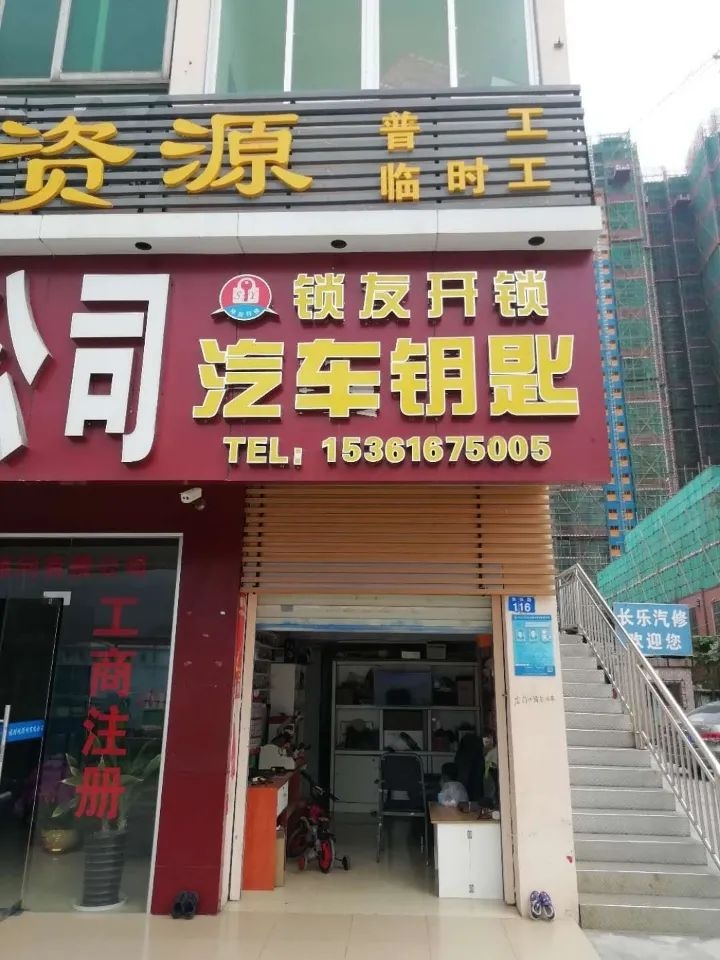 资源
普工
临时工
公司
锁友开锁
汽车钥匙
TEL: 15361675005
工商注册
116
长乐汽修
欢迎您